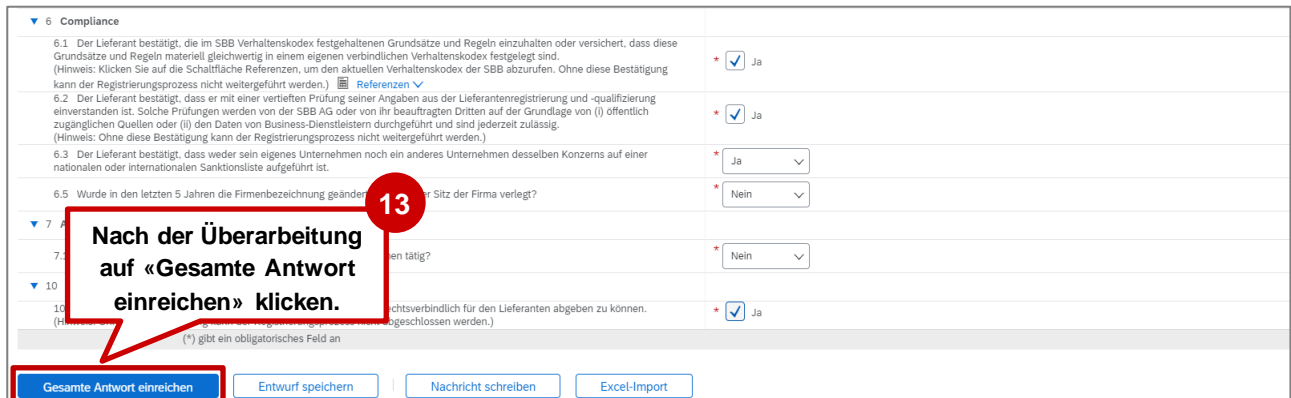 ▼ 6 Compliance
6.1 Der Lieferant bestätigt, die im SBB Verhaltenskodex festgehaltenen Grundsätze und Regeln einzuhalten oder versichert, dass diese
Grundsätze und Regeln materiell gleichwertig in einem eigenen verbindlichen Verhaltenskodex festgelegt sind.
(Hinweis: Klicken Sie auf die Schaltfläche Referenzen, um den aktuellen Verhaltenskodex der SBB abzurufen. Ohne diese Bestätigung
kann der Registrierungsprozess nicht weitergeführt werden.) Referenzen
* Ja
6.2 Der Lieferant bestätigt, dass er mit einer vertieften Prüfung seiner Angaben aus der Lieferantenregistrierung und -qualifizierung
einverstanden ist. Solche Prüfungen werden von der SBB AG oder von ihr beauftragten Dritten auf der Grundlage von (i) öffentlich
zugänglichen Quellen oder (ii) den Daten von Business-Dienstleistern durchgeführt und sind jederzeit zulässig.
(Hinweis: Ohne diese Bestätigung kann der Registrierungsprozess nicht weitergeführt werden.)
* Ja
6.3 Der Lieferant bestätigt, dass weder sein eigenes Unternehmen noch ein anderes Unternehmen desselben Konzerns auf einer
nationalen oder internationalen Sanktionsliste aufgeführt ist.
* Ja
6.5 Wurde in den letzten 5 Jahren die Firmenbezeichnung geändert er Sitz der Firma verlegt?
* Nein
13
Nach der Überarbeitung
auf «Gesamte Antwort
einreichen» klicken.
▼ 7
7. en tätig?
* Nein
▼ 10
10 echtsverbindlich für den Lieferanten abgeben zu können.
abgeschlossen werden.)
* Ja
(*) gibt ein obligatorisches Feld an
Gesamte Antwort einreichen Entwurf speichern Nachricht schreiben Excel-Import